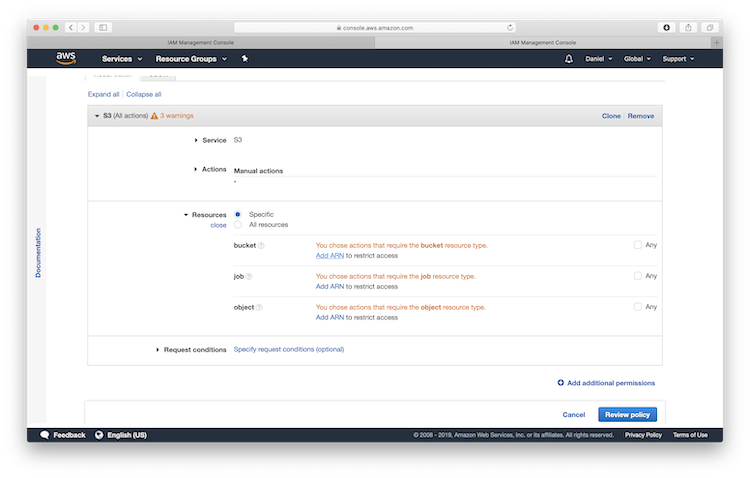 console.aws.amazon.com
IAM Management Console
IAM Management Console
aws
Services
Resource Groups
Daniel
Global
Support
Expand all | Collapse all
S3 (All actions) 3 warnings
Clone | Remove
Service S3
Actions Manual actions
*
Resources Specific
close All resources
bucket ? You chose actions that require the bucket resource type. Any
Add ARN to restrict access
job ? You chose actions that require the job resource type. Any
Add ARN to restrict access
object ? You chose actions that require the object resource type. Any
Add ARN to restrict access
Request conditions Specify request conditions (optional)
Documentation
Add additional permissions
Cancel Review policy
Feedback English (US) © 2008 - 2019, Amazon Web Services, Inc. or its affiliates. All rights reserved. Privacy Policy Terms of Use